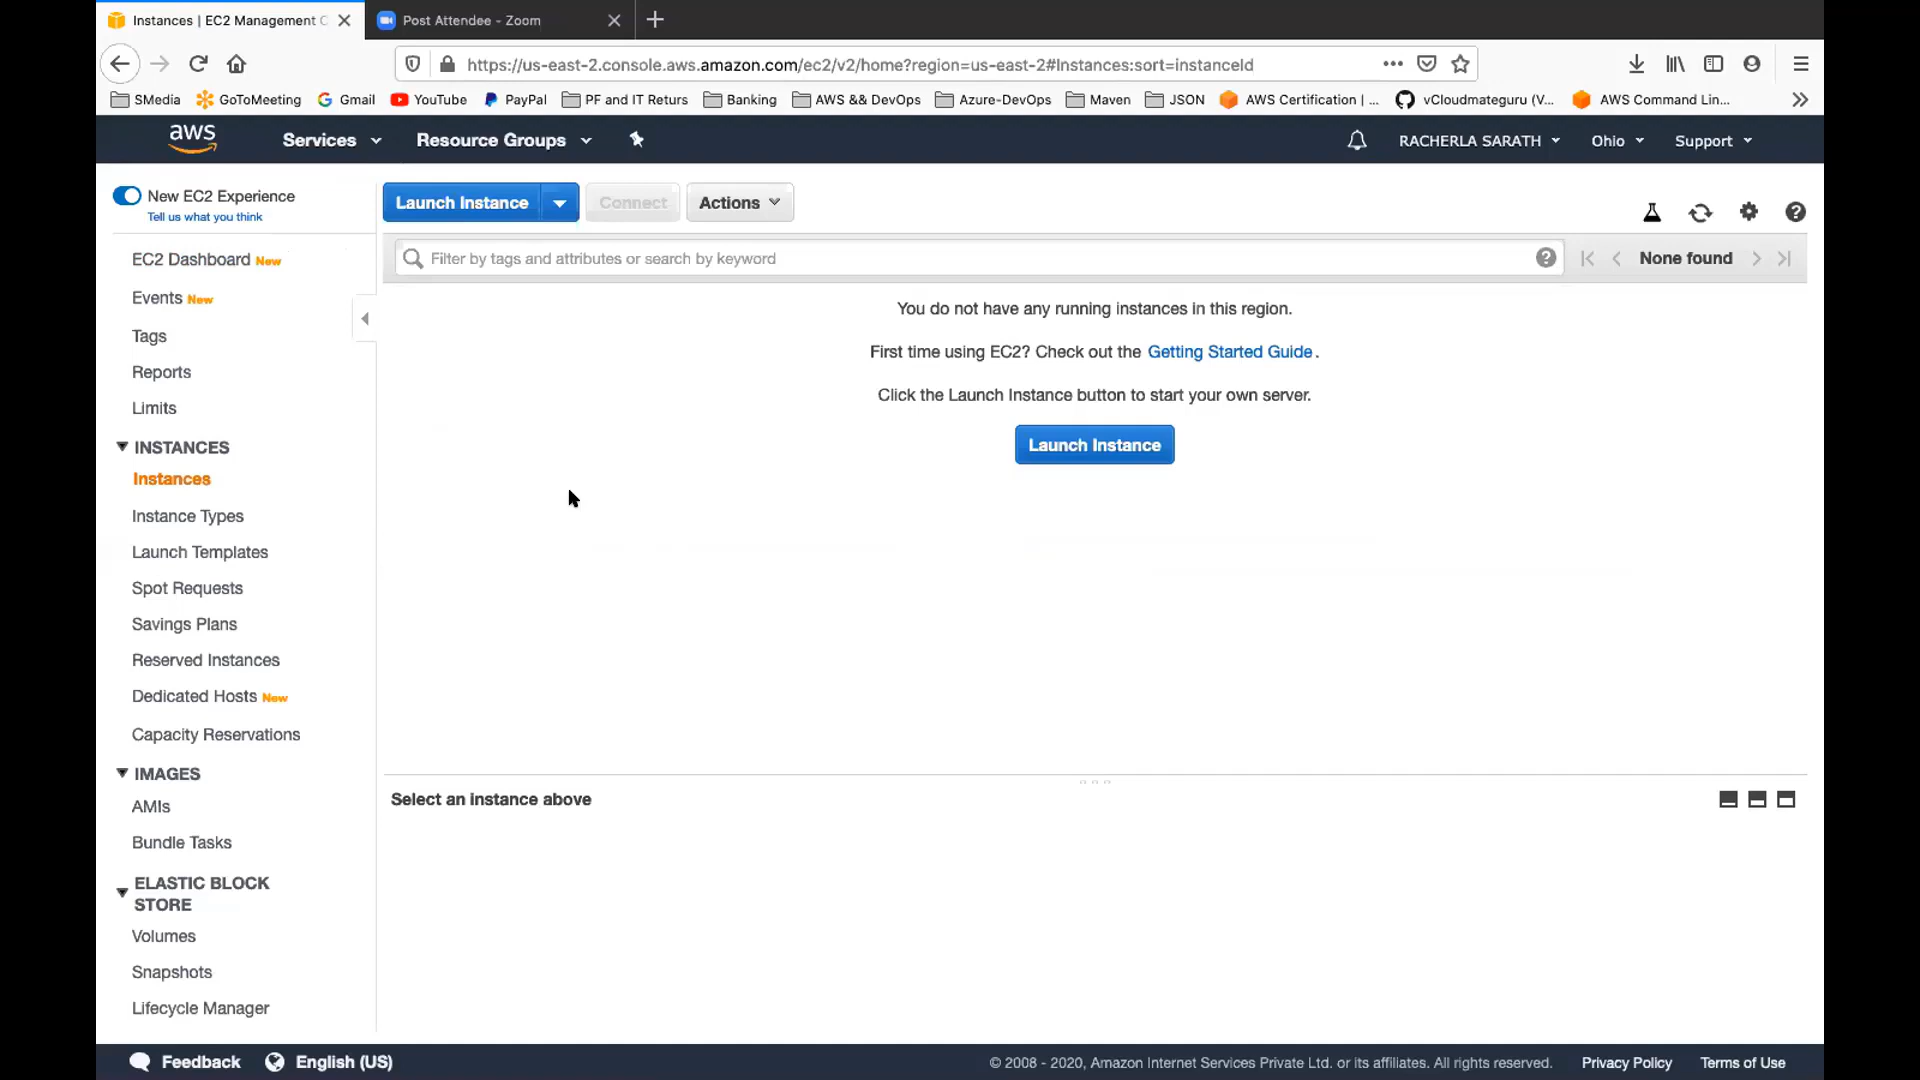 Instances | EC2 Management C
Post Attendee - Zoom
https://us-east-2.console.aws.amazon.com/ec2/v2/home?region=us-east-2#Instances:sort=instanceId
SMedia GoToMeeting Gmail YouTube PayPal PF and IT Returs Banking AWS && DevOps Azure-DevOps Maven JSON AWS Certification | ... vCloudmateguru (V... AWS Command Lin...
aws Services Resource Groups RACHERLA SARATH Ohio Support
New EC2 Experience
Tell us what you think
EC2 Dashboard New
Events New
Tags
Reports
Limits
INSTANCES
Instances
Instance Types
Launch Templates
Spot Requests
Savings Plans
Reserved Instances
Dedicated Hosts New
Capacity Reservations
IMAGES
AMIs
Bundle Tasks
ELASTIC BLOCK
STORE
Volumes
Snapshots
Lifecycle Manager
Launch Instance Connect Actions
Filter by tags and attributes or search by keyword
None found
You do not have any running instances in this region.
First time using EC2? Check out the Getting Started Guide.
Click the Launch Instance button to start your own server.
Launch Instance
Select an instance above
Feedback English (US)
© 2008 - 2020, Amazon Internet Services Private Ltd. or its affiliates. All rights reserved. Privacy Policy Terms of Use